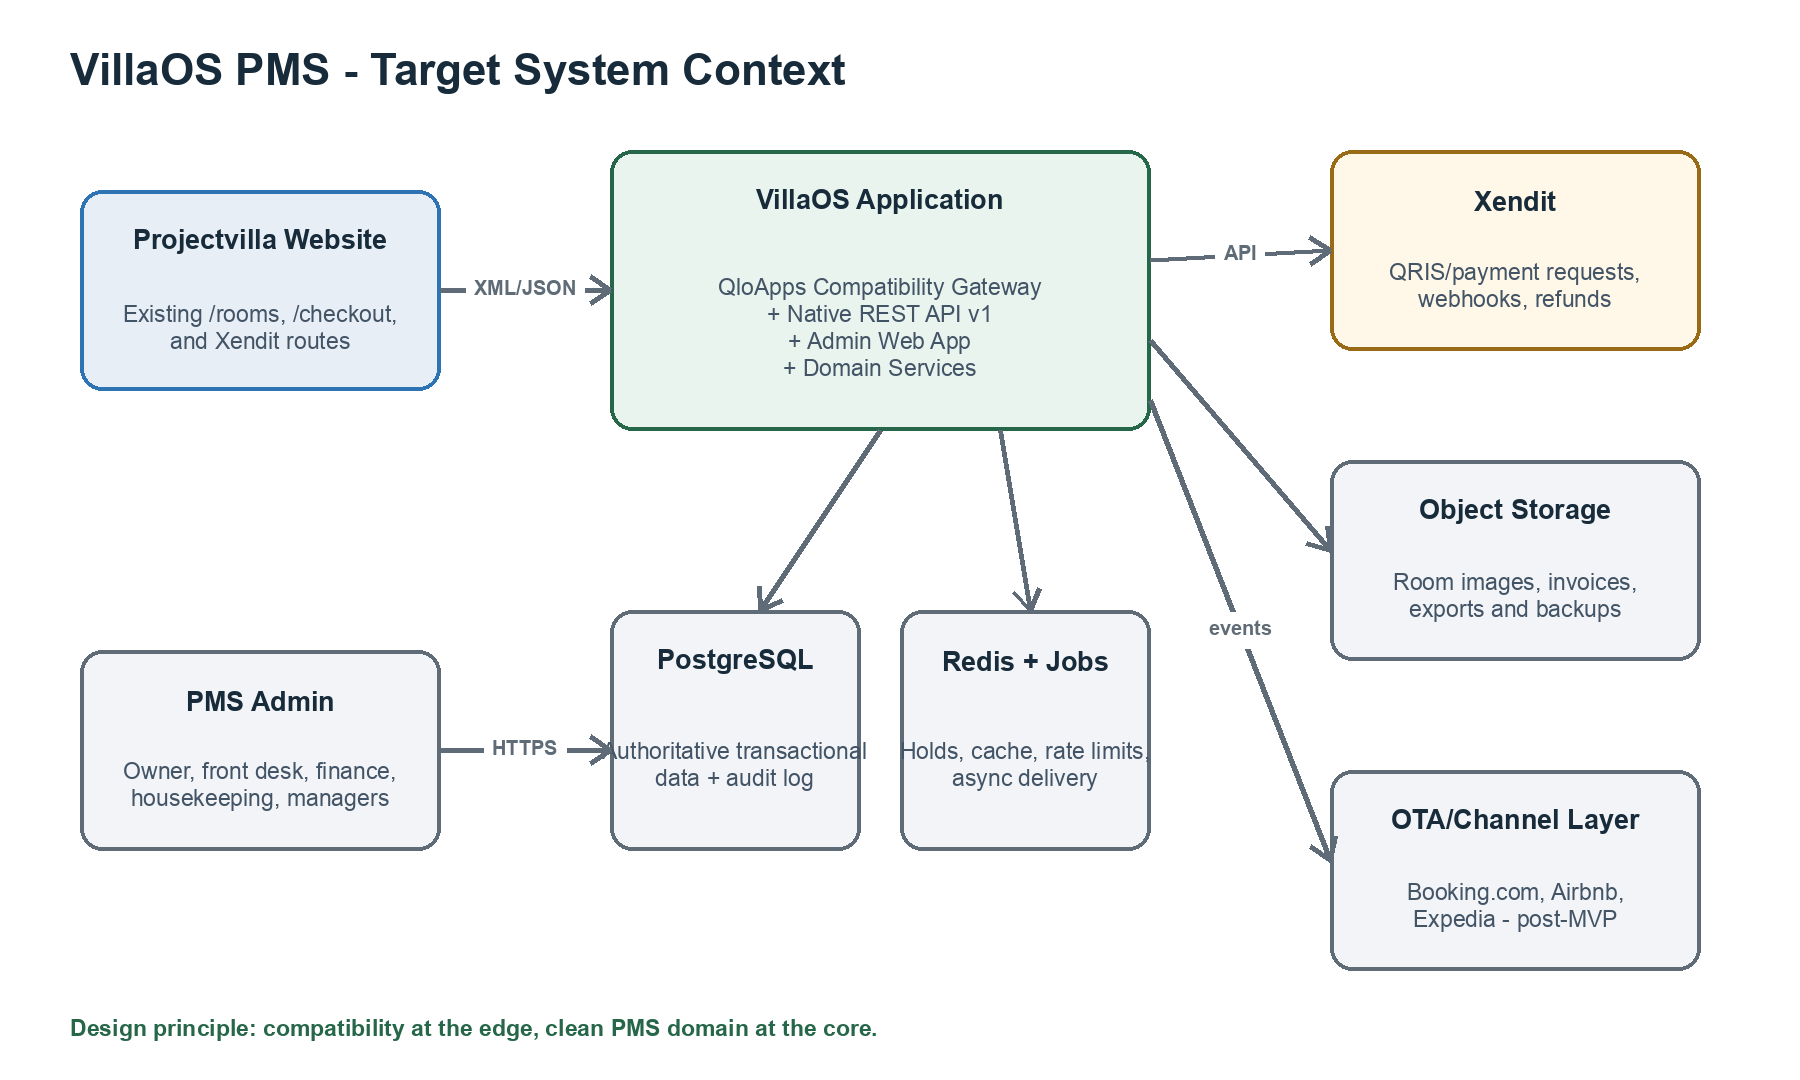 VillaOS PMS - Target System Context
Projectvilla Website
Existing /rooms, /checkout,
and Xendit routes
XML/JSON
VillaOS Application
QloApps Compatibility Gateway
+ Native REST API v1
+ Admin Web App
+ Domain Services
API
Xendit
QRIS/payment requests,
webhooks, refunds
Object Storage
Room images, invoices,
exports and backups
events
PMS Admin
Owner, front desk, finance,
housekeeping, managers
HTTPS
PostgreSQL
Authoritative transactional
data + audit log
Redis + Jobs
Holds, cache, rate limits,
async delivery
OTA/Channel Layer
Booking.com, Airbnb,
Expedia - post-MVP
Design principle: compatibility at the edge, clean PMS domain at the core.